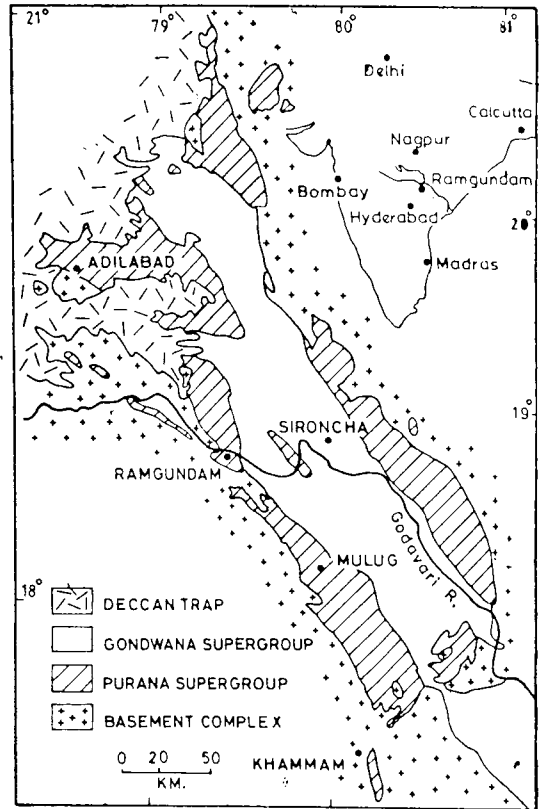 21°
79°
80°
81°
Delhi
Calcutta
Nagpur
Ramgundam
Bombay
Hyderabad
20°
ADILABAD
Madras
19°
SIRONCHA
RAMGUNDAM
Godavari R.
MULUG
18°
DECCAN TRAP
GONDWANA SUPERGROUP
PURANA SUPERGROUP
BASEMENT COMPLEX
0 20 50
KM.
KHAMMAM